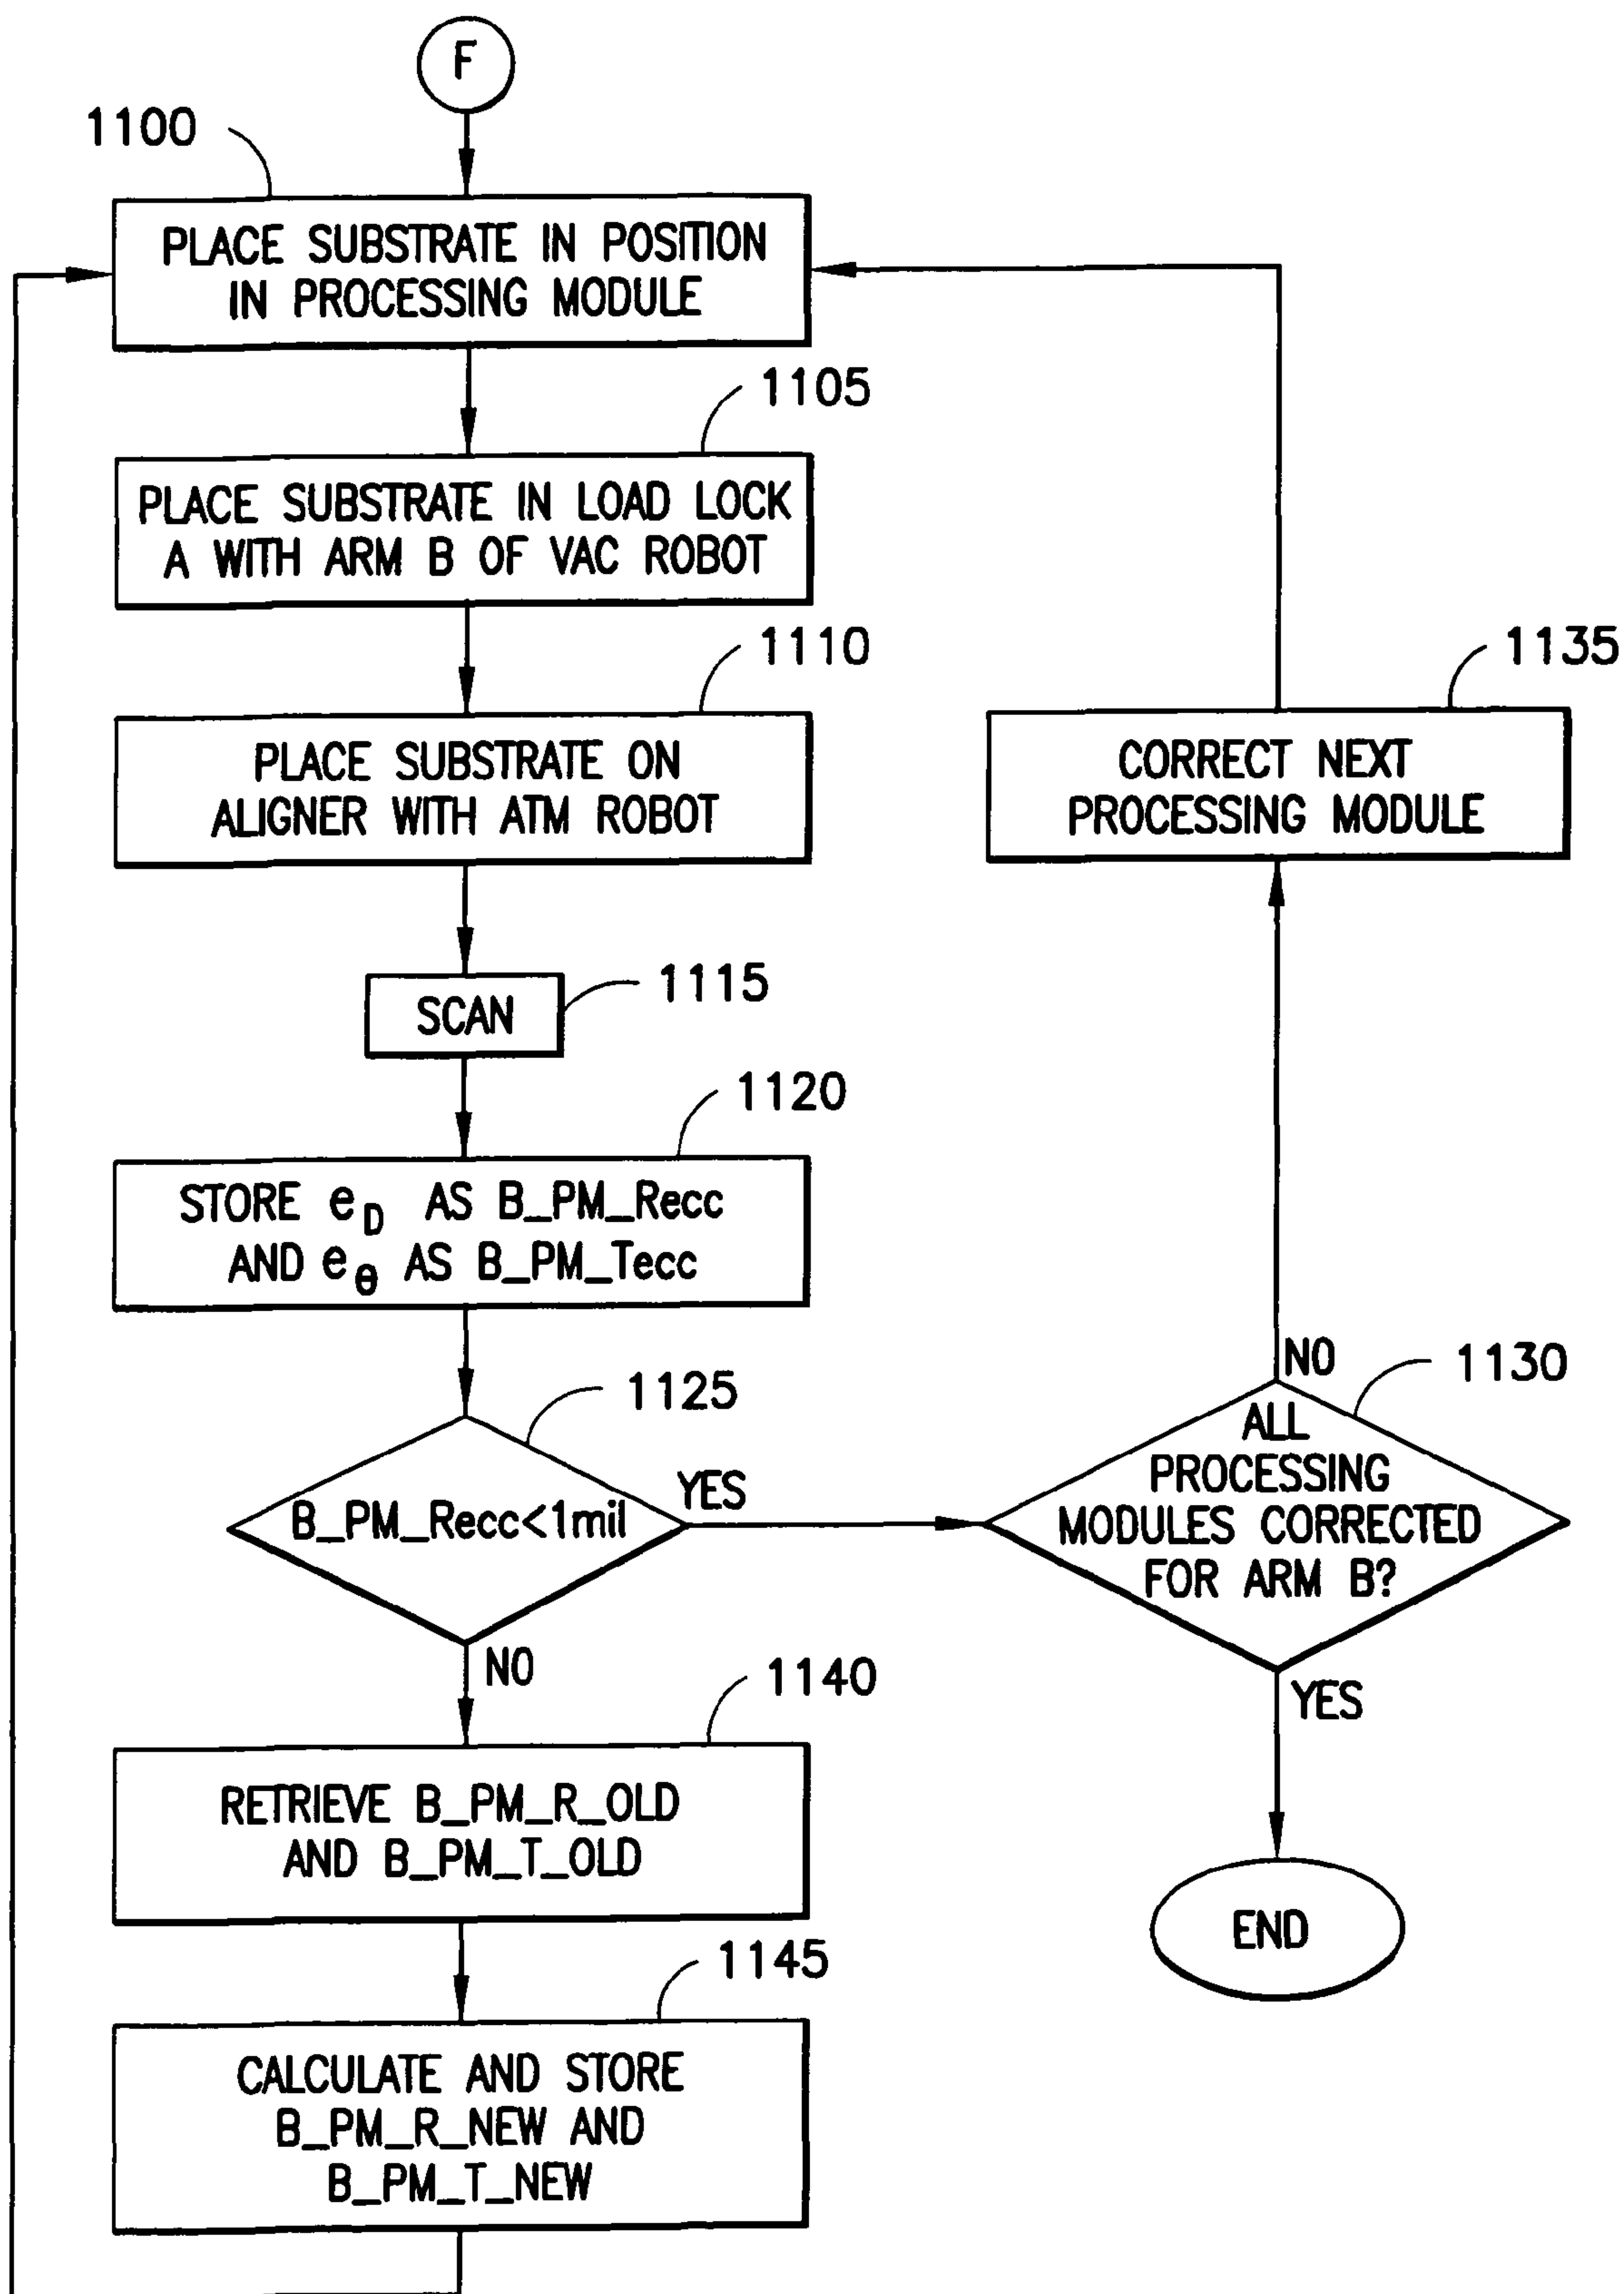 F
1100
PLACE SUBSTRATE IN POSITION
IN PROCESSING MODULE
1105
PLACE SUBSTRATE IN LOAD LOCK
A WITH ARM B OF VAC ROBOT
1110
PLACE SUBSTRATE ON
ALIGNER WITH ATM ROBOT
1135
CORRECT NEXT
PROCESSING MODULE
SCAN
1115
1120
STORE eD AS B_PM_Recc
AND eθ AS B_PM_Tecc
1125
B_PM_Recc<1mil
YES
NO
NO
1130
ALL
PROCESSING
MODULES CORRECTED
FOR ARM B?
YES
1140
RETRIEVE B_PM_R_OLD
AND B_PM_T_OLD
END
1145
CALCULATE AND STORE
B_PM_R_NEW AND
B_PM_T_NEW